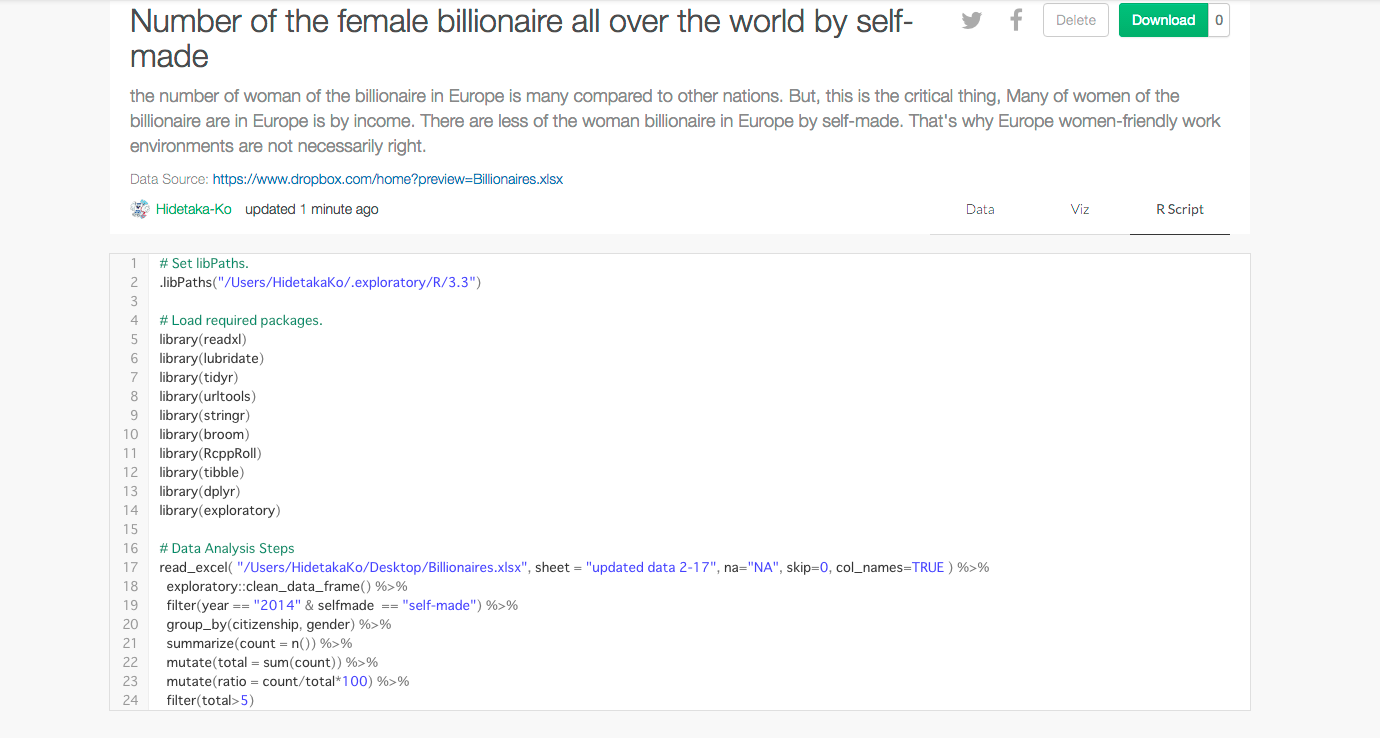 Number of the female billionaire all over the world by self-
made
Delete
Download
0
the number of woman of the billionaire in Europe is many compared to other nations. But, this is the critical thing, Many of women of the
billionaire are in Europe is by income. There are less of the woman billionaire in Europe by self-made. That's why Europe women-friendly work
environments are not necessarily right.
Data Source: https://www.dropbox.com/home?preview=Billionaires.xlsx
Hidetaka-Ko updated 1 minute ago
Data
Viz
R Script
1 # Set libPaths.
2 .libPaths("/Users/HidetakaKo/.exploratory/R/3.3")
3
4 # Load required packages.
5 library(readxl)
6 library(lubridate)
7 library(tidyr)
8 library(urltools)
9 library(stringr)
10 library(broom)
11 library(RcppRoll)
12 library(tibble)
13 library(dplyr)
14 library(exploratory)
15
16 # Data Analysis Steps
17 read_excel( "/Users/HidetakaKo/Desktop/Billionaires.xlsx", sheet = "updated data 2-17", na="NA", skip=0, col_names=TRUE ) %>%
18 exploratory::clean_data_frame() %>%
19 filter(year == "2014" & selfmade == "self-made") %>%
20 group_by(citizenship, gender) %>%
21 summarize(count = n()) %>%
22 mutate(total = sum(count)) %>%
23 mutate(ratio = count/total*100) %>%
24 filter(total>5)